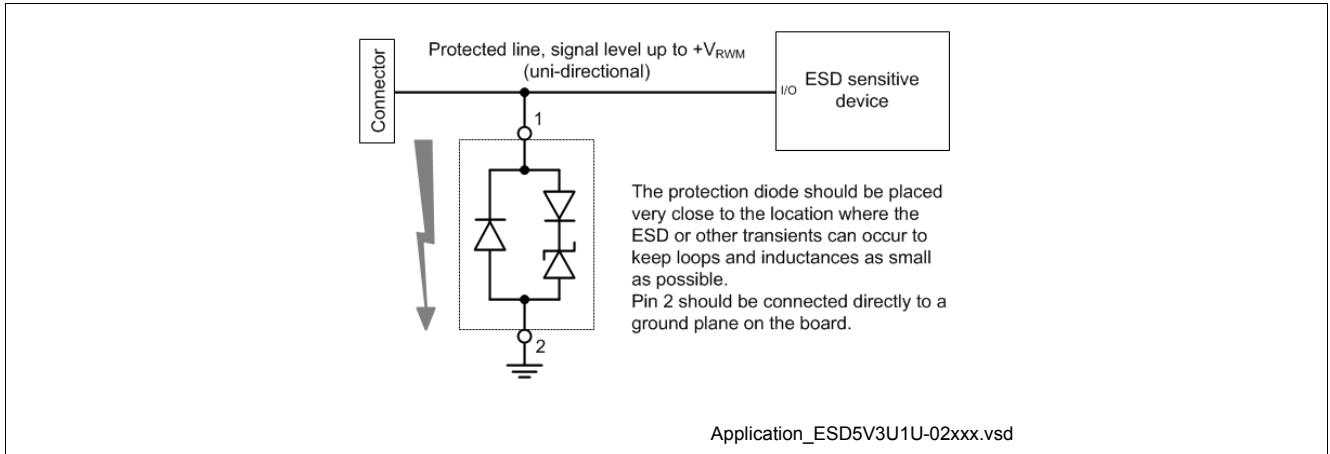 Connector
Protected line, signal level up to +VRWM
(uni-directional)
I/O
ESD sensitive
device
1
The protection diode should be placed
very close to the location where the
ESD or other transients can occur to
keep loops and inductances as small
as possible.
Pin 2 should be connected directly to a
ground plane on the board.
2
Application_ESD5V3U1U-02xxx.vsd